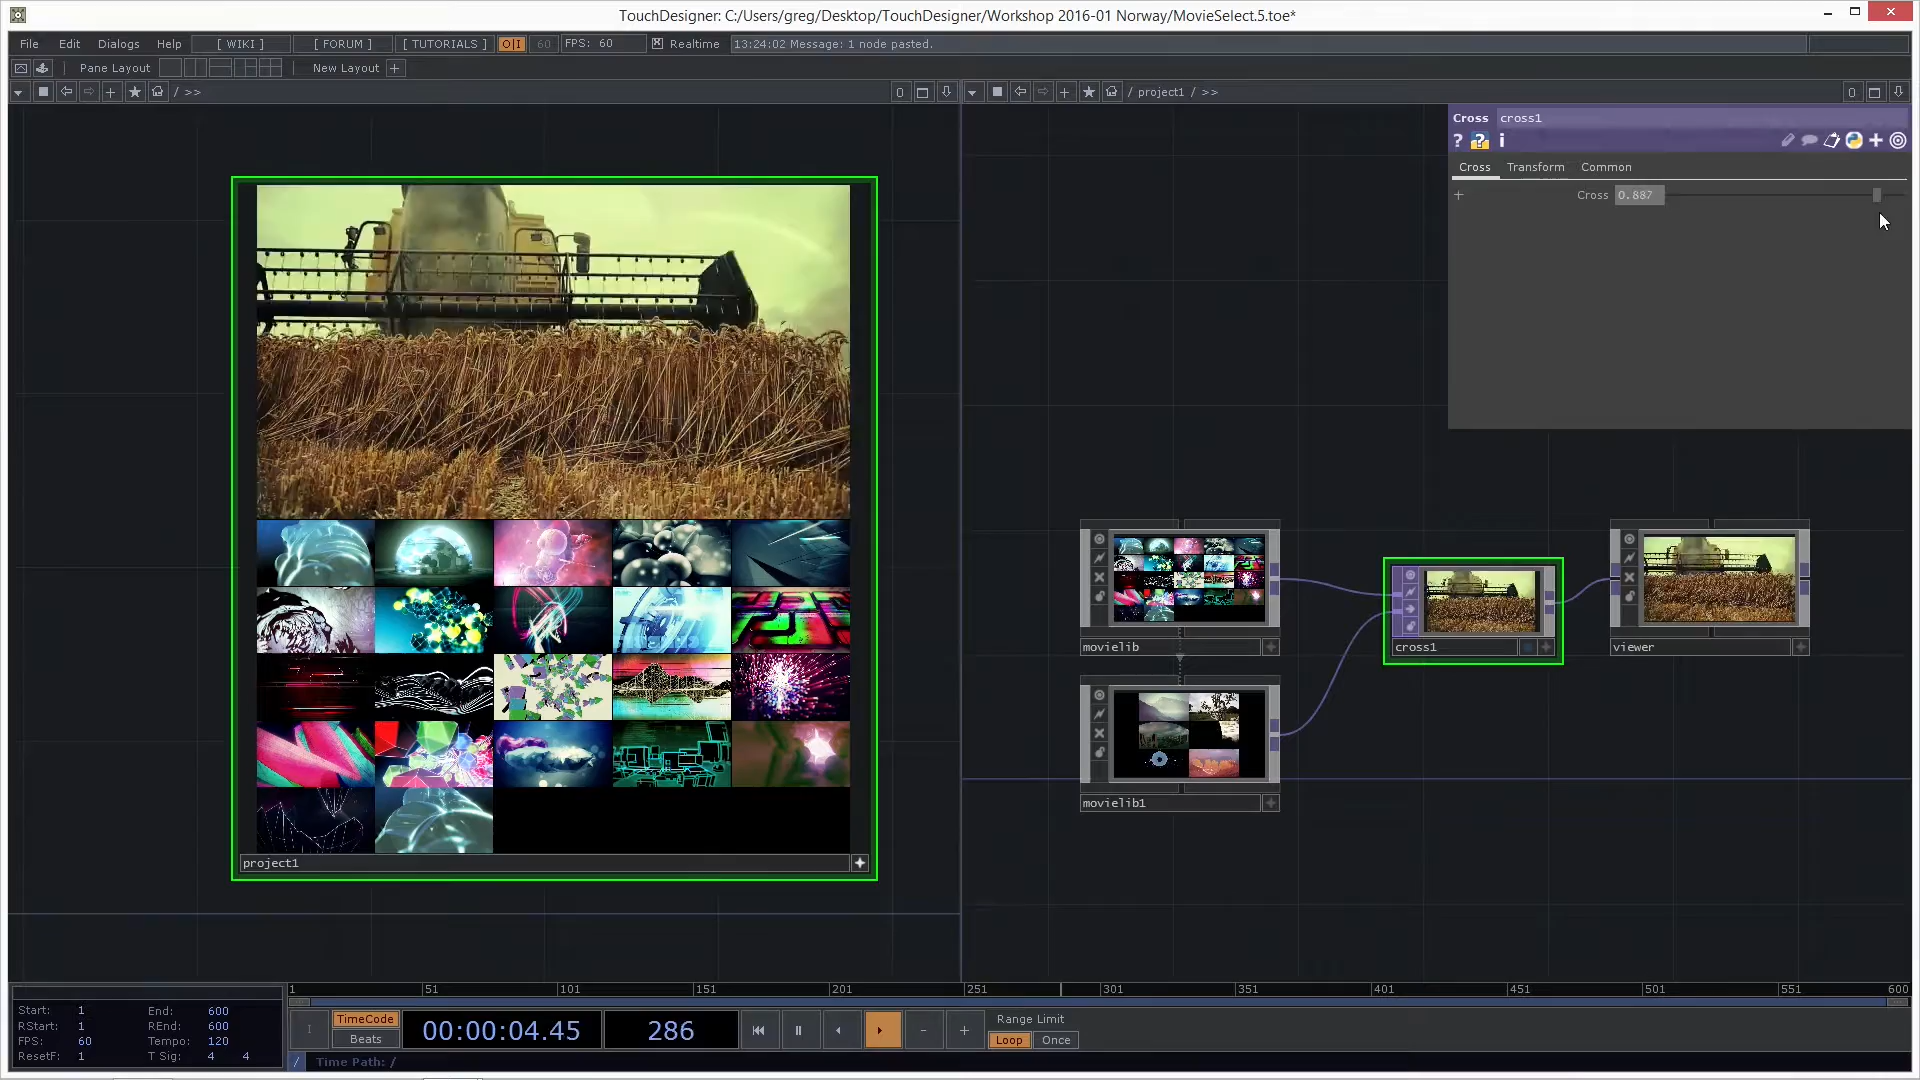 TouchDesigner: C:/Users/greg/Desktop/TouchDesigner/Workshop 2016-01 Norway/MovieSelect.5.toe*
File Edit Dialogs Help [ WIKI ] [ FORUM ] [ TUTORIALS ] O|I 60 FPS: 60 Realtime 13:24:02 Message: 1 node pasted.
Pane Layout New Layout +
/ >> 0 / project1 / >> 0
Cross cross1
? ? i
Cross Transform Common
+ Cross 0.887
movielib
cross1
viewer
movielib1
project1
1 51 101 151 201 251 301 351 401 451 501 551 600
Start: 1 End: 600
RStart: 1 REnd: 600
FPS: 60 Tempo: 120
ResetF: 1 T Sig: 4 4
TimeCode
Beats
00:00:04.45 286
- +
Range Limit
Loop Once
/ Time Path: /